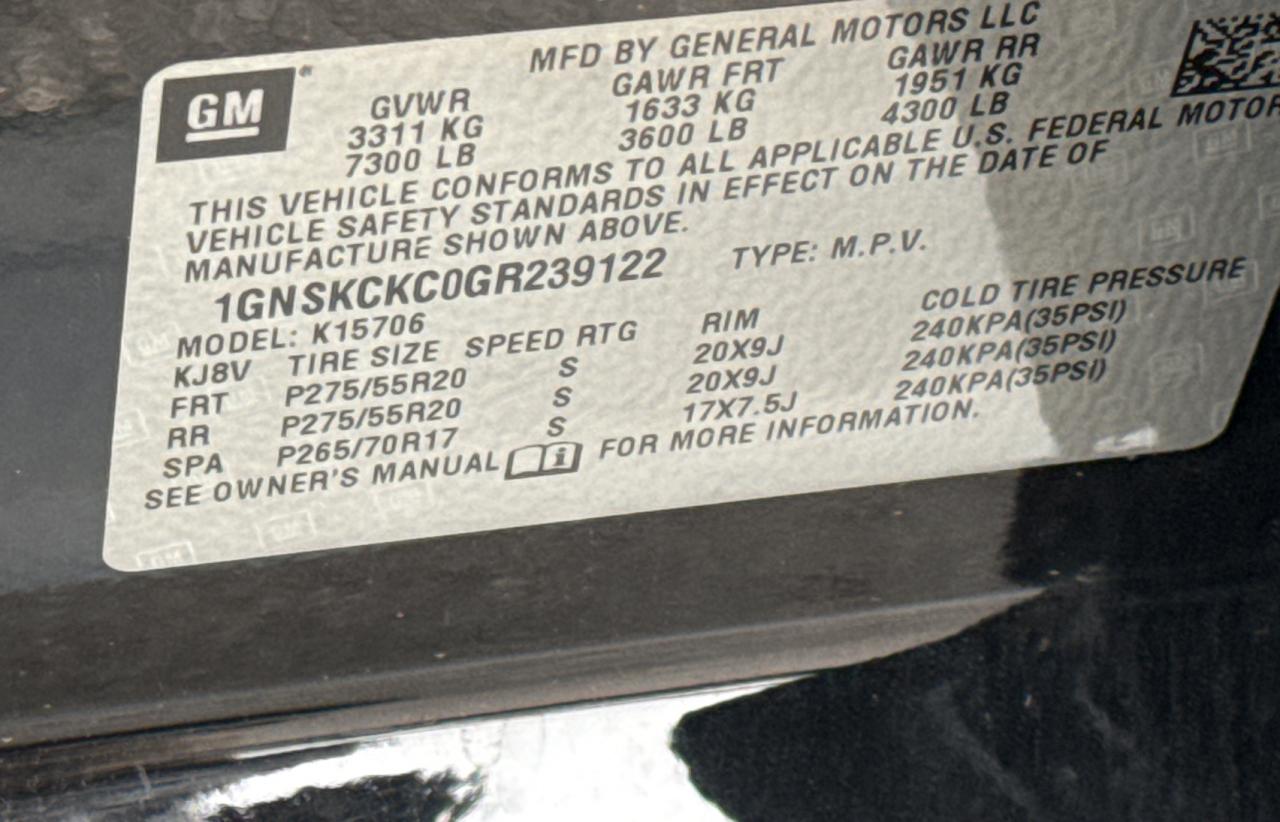 MFD BY GENERAL MOTORS LLC
GM
GVWR GAWR FRT GAWR RR
3311 KG 1633 KG 1951 KG
7300 LB 3600 LB 4300 LB
THIS VEHICLE CONFORMS TO ALL APPLICABLE U.S. FEDERAL MOTOR
VEHICLE SAFETY STANDARDS IN EFFECT ON THE DATE OF
MANUFACTURE SHOWN ABOVE.
1GNSKCKC0GR239122 TYPE: M.P.V.
MODEL: K15706
KJ8V TIRE SIZE SPEED RTG RIM COLD TIRE PRESSURE
FRT P275/55R20 S 20X9J 240KPA(35PSI)
RR P275/55R20 S 20X9J 240KPA(35PSI)
SPA P265/70R17 S 17X7.5J 240KPA(35PSI)
SEE OWNER'S MANUAL i FOR MORE INFORMATION.